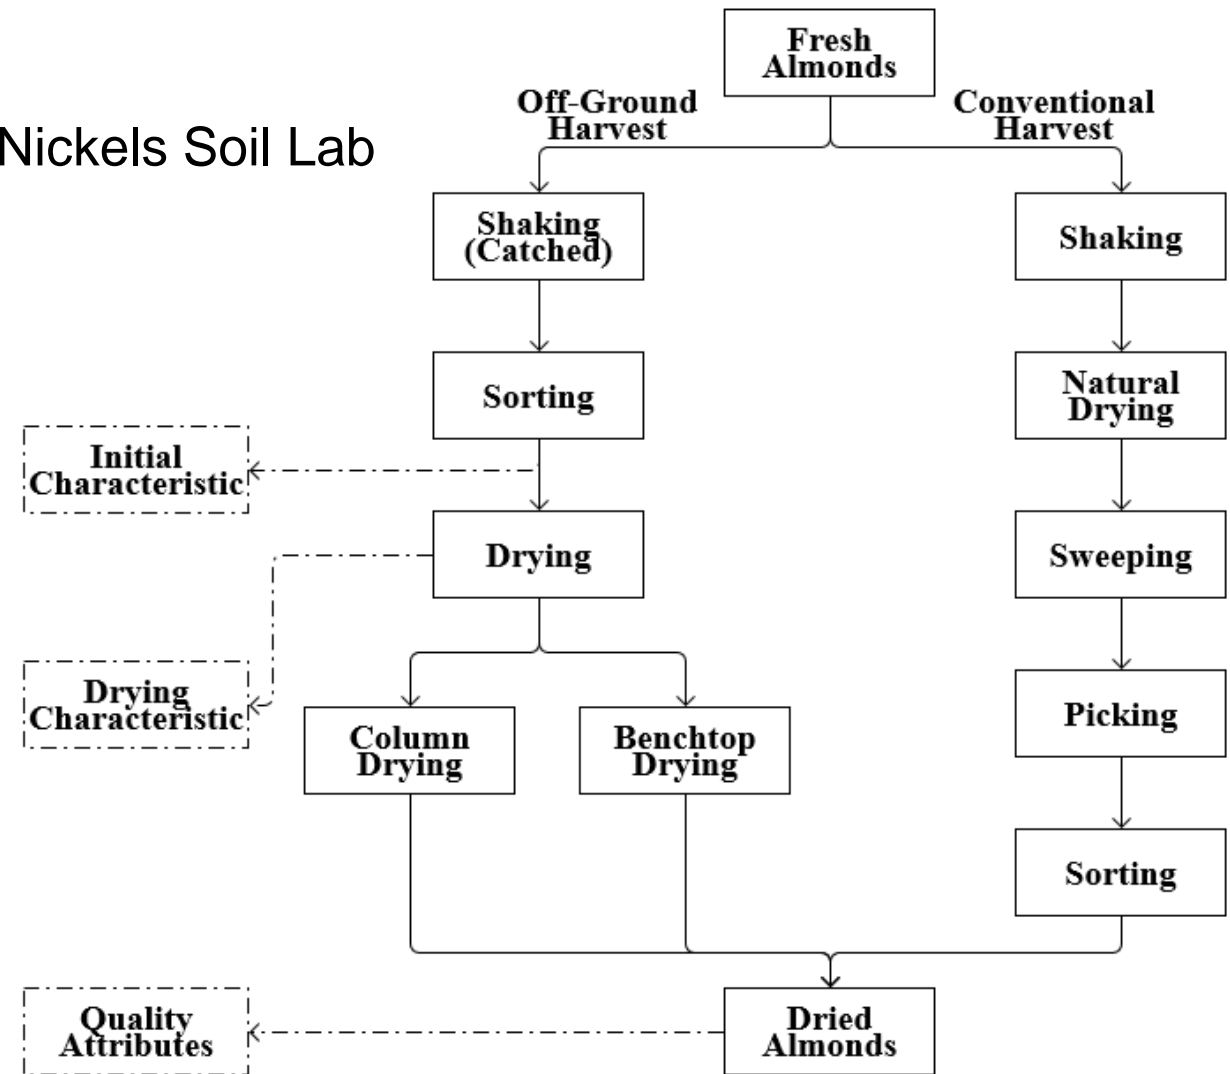 Fresh
Almonds
Off-Ground
Harvest
Conventional
Harvest
Nickels Soil Lab
Shaking
(Catched)
Shaking
Sorting
Natural
Drying
Initial
Characteristic
Drying
Sweeping
Drying
Characteristic
Column
Drying
Benchtop
Drying
Picking
Sorting
Quality
Attributes
Dried
Almonds